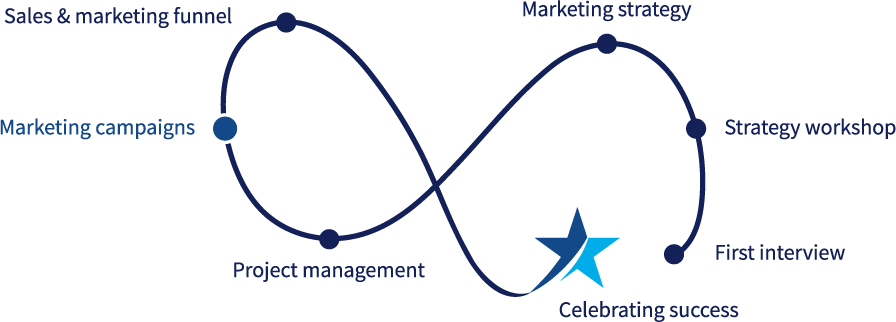 Sales & marketing funnel
Marketing strategy
Marketing campaigns
Strategy workshop
Project management
First interview
Celebrating success